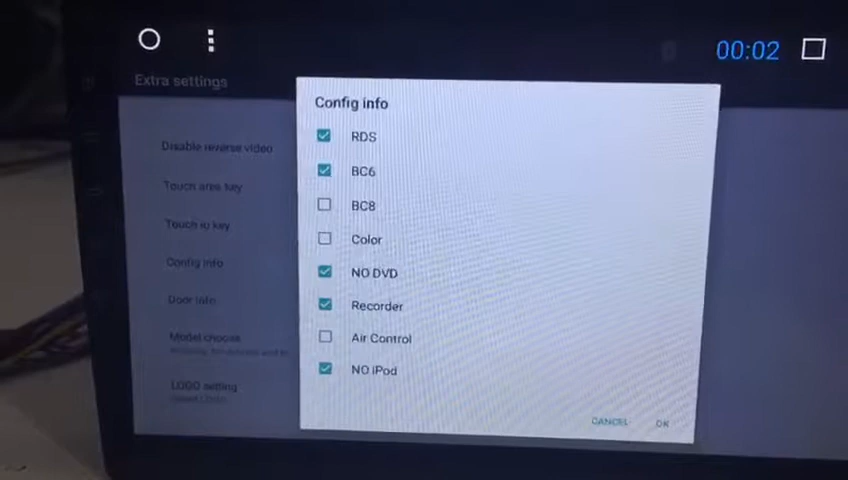 00:02
Extra settings
Config info
RDS
BC6
BC8
Color
NO DVD
Recorder
Air Control
NO iPod
CANCEL
OK
Disable reverse video
Touch area key
Touch io key
Config info
Door info
Model choose
LOGO setting